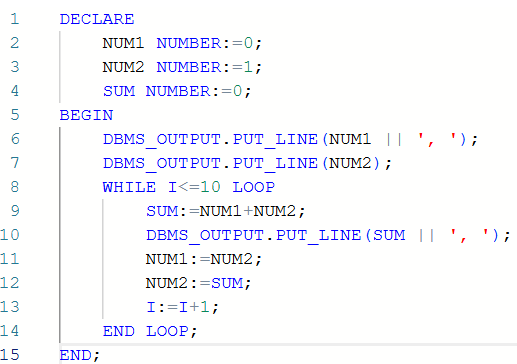 1 DECLARE
2 NUM1 NUMBER:=0;
3 NUM2 NUMBER:=1;
4 SUM NUMBER:=0;
5 BEGIN
6 DBMS_OUTPUT.PUT_LINE(NUM1 || ', ');
7 DBMS_OUTPUT.PUT_LINE(NUM2);
8 WHILE I<=10 LOOP
9 SUM:=NUM1+NUM2;
10 DBMS_OUTPUT.PUT_LINE(SUM || ', ');
11 NUM1:=NUM2;
12 NUM2:=SUM;
13 I:=I+1;
14 END LOOP;
15 END;